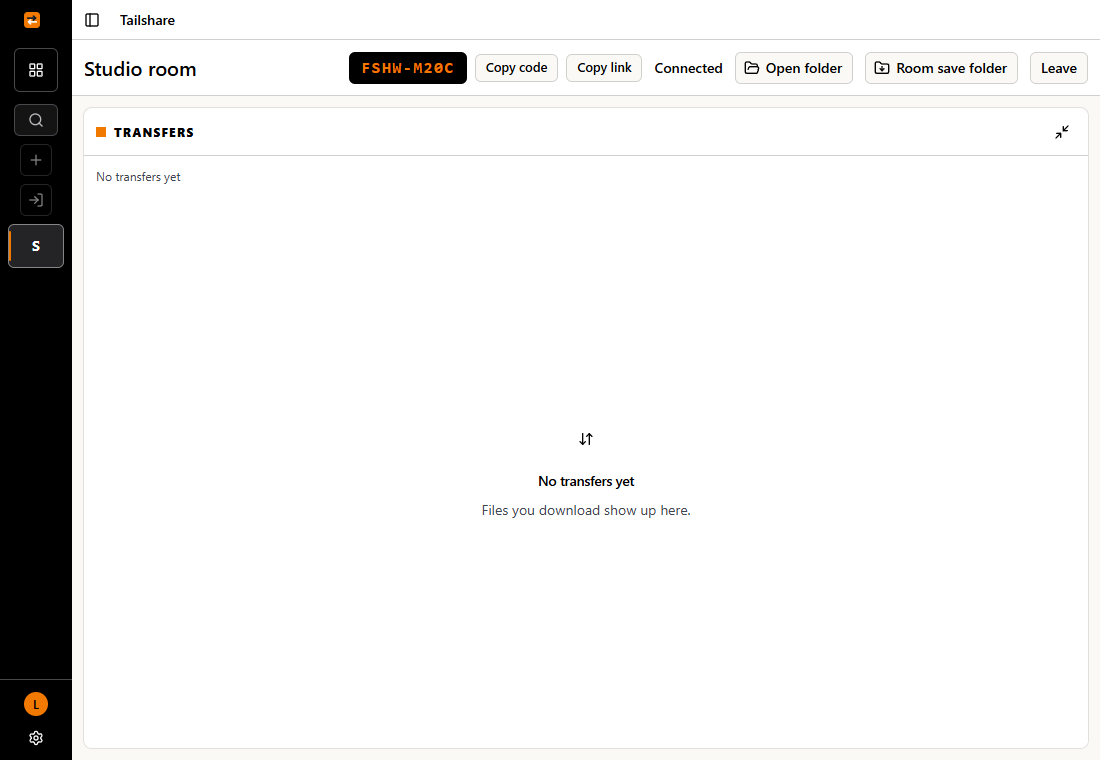 Tailshare
Studio room
FSHW-M20C
Copy code
Copy link
Connected
Open folder
Room save folder
Leave
TRANSFERS
No transfers yet
S
No transfers yet
Files you download show up here.
L